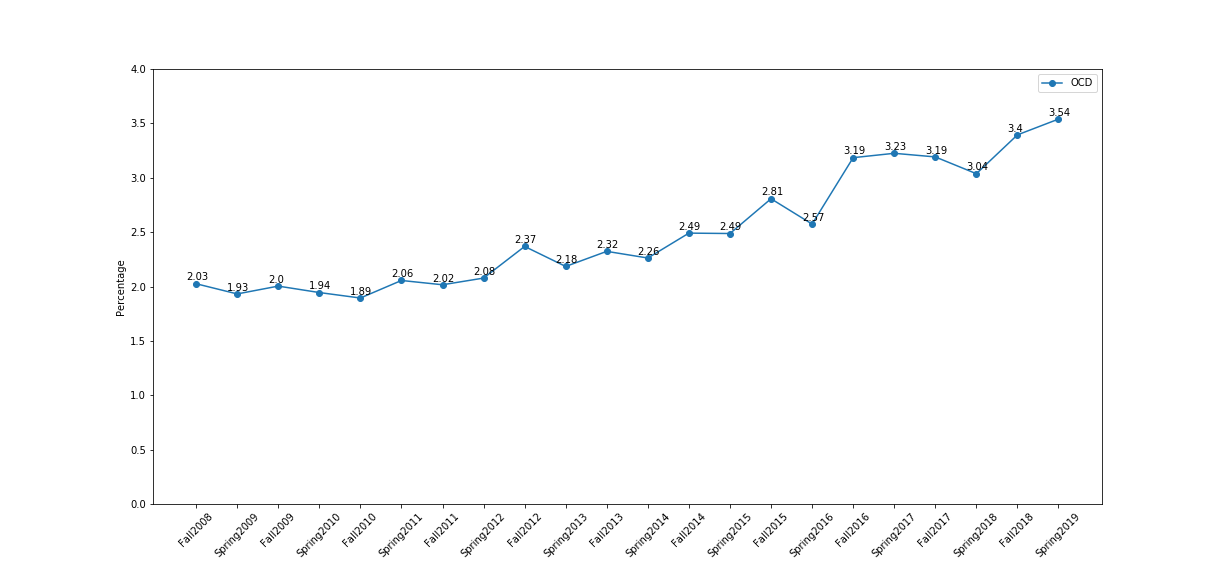 4.0
OCD
3.54
3.5
3.4
3.19
3.23
3.19
3.04
3.0
2.81
2.57
2.5
2.49
2.49
2.37
2.32
2.26
2.18
2.03
1.93
2.0
1.94
1.89
2.06
2.02
2.08
2.0
Percentage
1.5
1.0
0.5
0.0
Fall2008
Spring2009
Fall2009
Spring2010
Fall2010
Spring2011
Fall2011
Spring2012
Fall2012
Spring2013
Fall2013
Spring2014
Fall2014
Spring2015
Fall2015
Spring2016
Fall2016
Spring2017
Fall2017
Spring2018
Fall2018
Spring2019